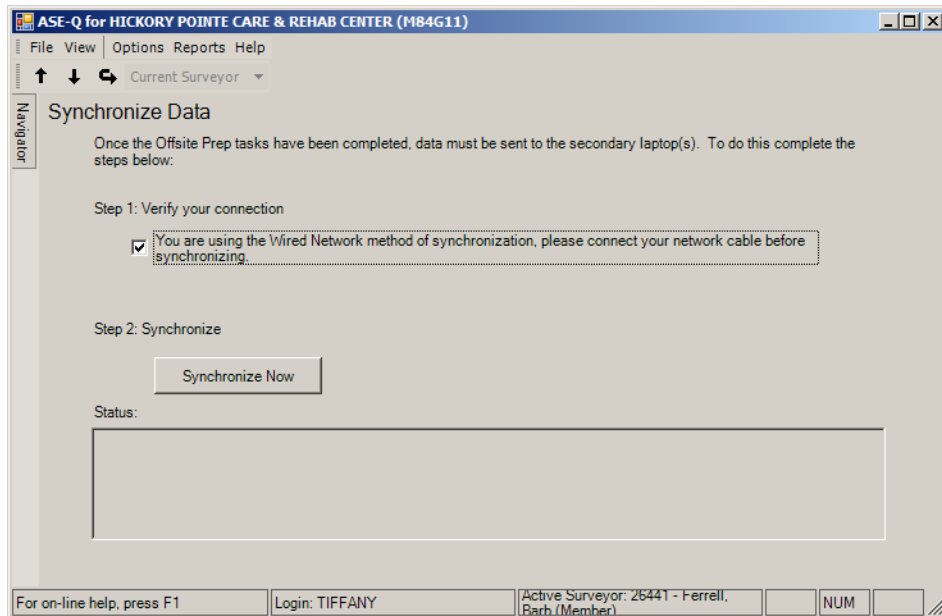 ASE-Q for HICKORY POINTE CARE & REHAB CENTER (M84G11)
File View Options Reports Help
Current Surveyor
Navigator
Synchronize Data
Once the Offsite Prep tasks have been completed, data must be sent to the secondary laptop(s). To do this complete the
steps below:
Step 1: Verify your connection
You are using the Wired Network method of synchronization, please connect your network cable before
synchronizing.
Step 2: Synchronize
Synchronize Now
Status:
For on-line help, press F1
Login: TIFFANY
Active Surveyor: 26441 - Ferrell,
Barb (Member)
NUM